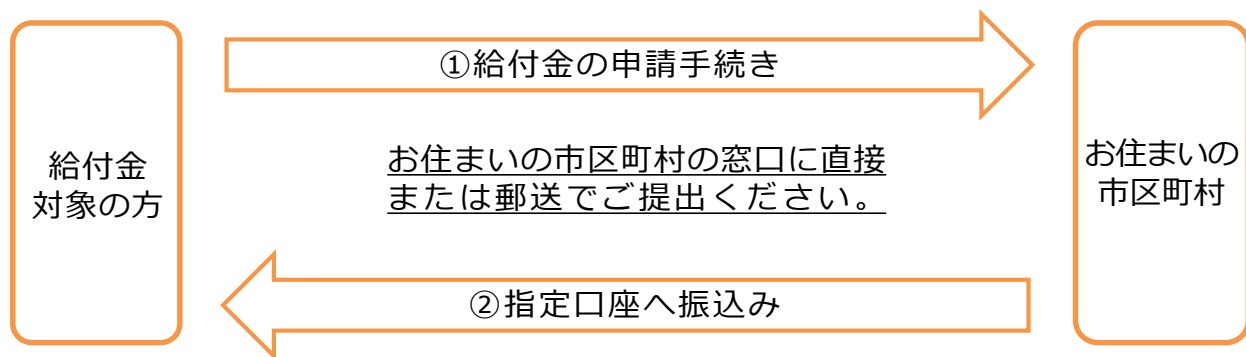 給付金
対象の方
①給付金の申請手続き
お住まいの市区町村の窓口に直接
または郵送でご提出ください。
②指定口座へ振込み
お住まいの
市区町村